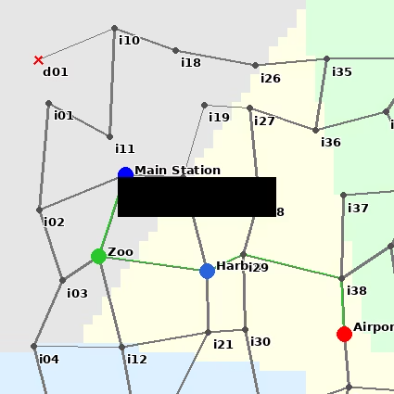 i10
d01
i18
i26
i35
i01
i19
i27
i36
i11
Main Station
i37
i02
8
Zoo
Harb
i29
i03
i38
Airpor
i21
i30
i04
i12